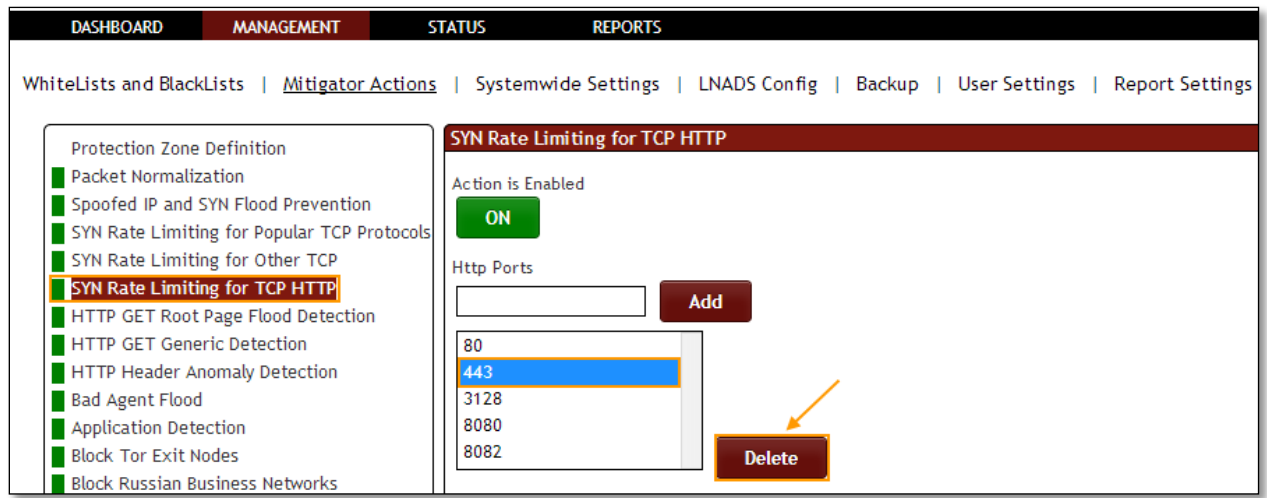 DASHBOARD MANAGEMENT STATUS REPORTS
WhiteLists and BlackLists | Mitigator Actions | Systemwide Settings | LNADS Config | Backup | User Settings | Report Settings
Protection Zone Definition
Packet Normalization
Spoofed IP and SYN Flood Prevention
SYN Rate Limiting for Popular TCP Protocols
SYN Rate Limiting for Other TCP
SYN Rate Limiting for TCP HTTP
HTTP GET Root Page Flood Detection
HTTP GET Generic Detection
HTTP Header Anomaly Detection
Bad Agent Flood
Application Detection
Block Tor Exit Nodes
Block Russian Business Networks
SYN Rate Limiting for TCP HTTP
Action is Enabled
ON
Http Ports
Add
80
443
3128
8080
8082
Delete